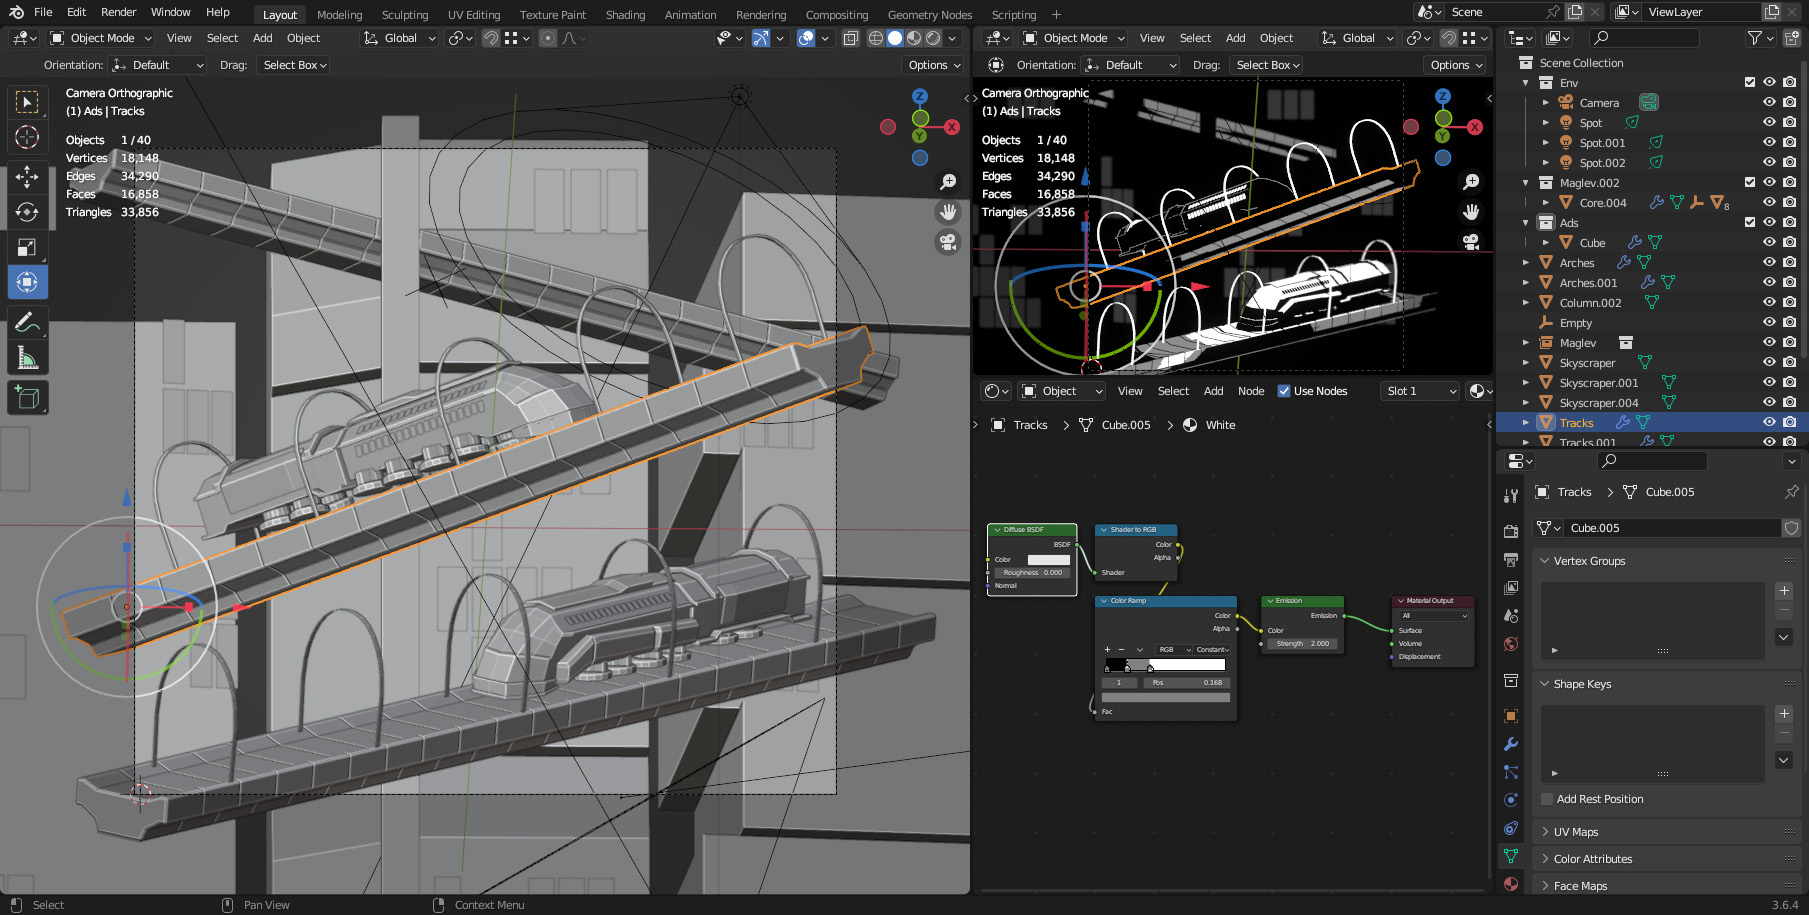 File Edit Render Window Help Layout Modeling Sculpting UV Editing Texture Paint Shading Animation Rendering Compositing Geometry Nodes Scripting + Scene ViewLayer
Object Mode View Select Add Object Global
Object Mode View Select Add Object Global
Orientation: Default Drag: Select Box Options
Orientation: Default Drag: Select Box Options
Camera Orthographic
(1) Ads | Tracks
Objects 1 / 40
Vertices 18,148
Edges 34,290
Faces 16,858
Triangles 33,856
Z
X
Y
Camera Orthographic
(1) Ads | Tracks
Objects 1 / 40
Vertices 18,148
Edges 34,290
Faces 16,858
Triangles 33,856
Z
X
Y
Object View Select Add Node Use Nodes Slot 1
Tracks > Cube.005 > White
Diffuse BSDF
BSDF
Color
Roughness 0.000
Normal
Shader to RGB
Color
Alpha
Shader
Color Ramp
Color
Alpha
+ − RGB Constant
1 Pos 0.168
Fac
Emission
Emission
Color
Strength 2.000
Material Output
All
Surface
Volume
Displacement
Scene Collection
Env
Camera
Spot
Spot.001
Spot.002
Maglev.002
Core.004 8
Ads
Cube
Arches
Arches.001
Column.002
Empty
Maglev
Skyscraper
Skyscraper.001
Skyscraper.004
Tracks
Tracks.001
Tracks > Cube.005
Cube.005
Vertex Groups
Shape Keys
Add Rest Position
UV Maps
Color Attributes
Face Maps
Select Pan View Context Menu 3.6.4